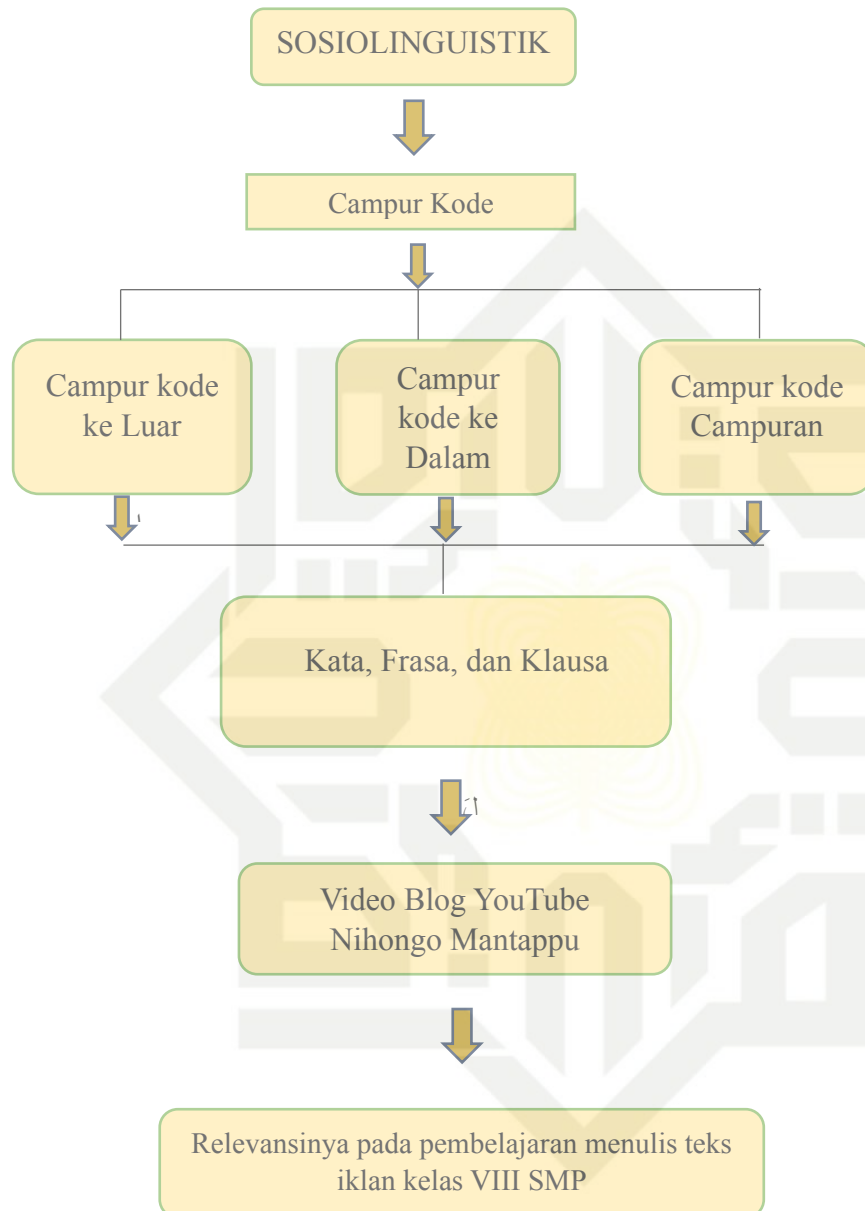 SOSIOLINGUISTIK
Campur Kode
Campur kode
ke Luar
Campur
kode ke
Dalam
Campur kode
Campuran
Kata, Frasa, dan Klausa
Video Blog YouTube
Nihongo Mantappu
Relevansinya pada pembelajaran menulis teks
iklan kelas VIII SMP